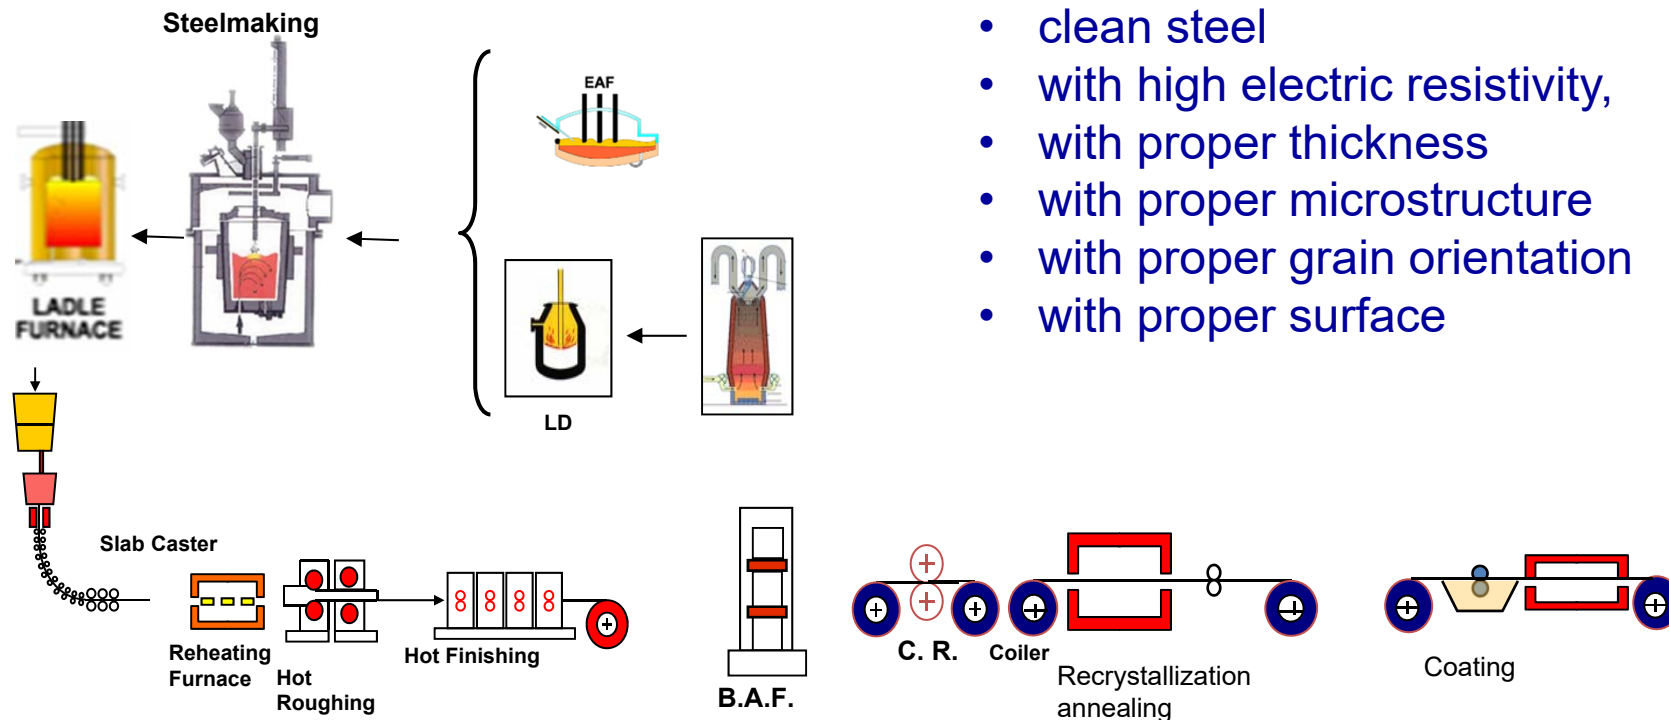 Steelmaking
EAF
LADLE
FURNACE
LD
• clean steel
• with high electric resistivity,
• with proper thickness
• with proper microstructure
• with proper grain orientation
• with proper surface
Slab Caster
Reheating
Furnace
Hot
Roughing
Hot Finishing
B.A.F.
C. R.
Coiler
Recrystallization
annealing
Coating